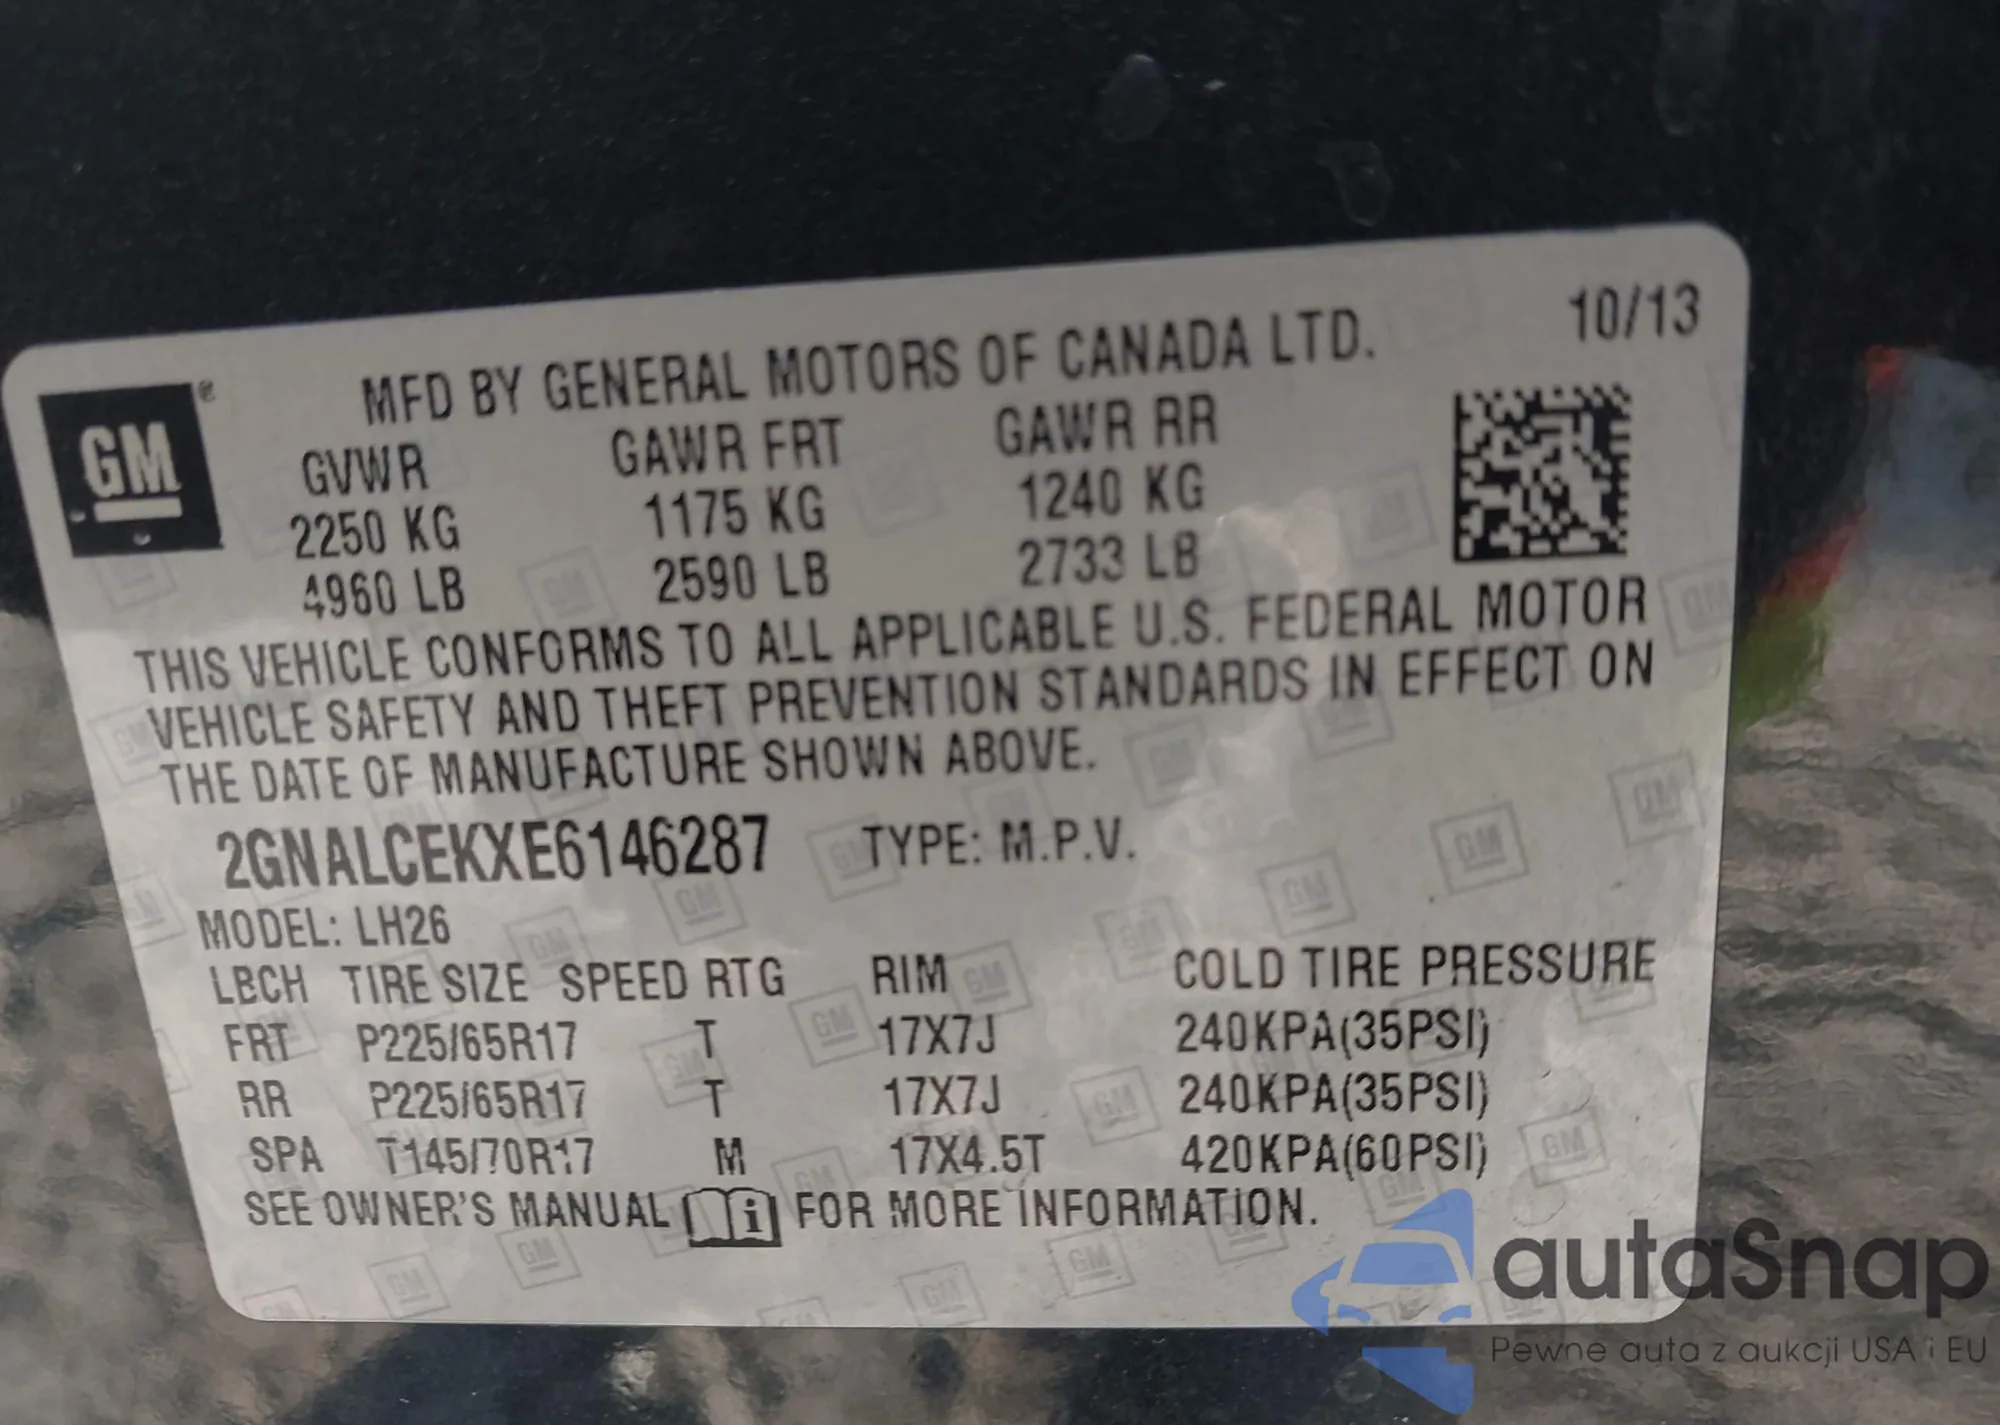 10/13
MFD BY GENERAL MOTORS OF CANADA LTD.
GM®
GVWR GAWR FRT GAWR RR
2250 KG 1175 KG 1240 KG
4960 LB 2590 LB 2733 LB
THIS VEHICLE CONFORMS TO ALL APPLICABLE U.S. FEDERAL MOTOR
VEHICLE SAFETY AND THEFT PREVENTION STANDARDS IN EFFECT ON
THE DATE OF MANUFACTURE SHOWN ABOVE.
2GNALCEKXE6146287 TYPE: M.P.V.
MODEL: LH26
LBCH TIRE SIZE SPEED RTG RIM COLD TIRE PRESSURE
FRT P225/65R17 T 17X7J 240KPA(35PSI)
RR P225/65R17 T 17X7J 240KPA(35PSI)
SPA T145/70R17 M 17X4.5T 420KPA(60PSI)
SEE OWNER'S MANUAL i FOR MORE INFORMATION.
autaSnap
Pewne auta z aukcji USA i EU